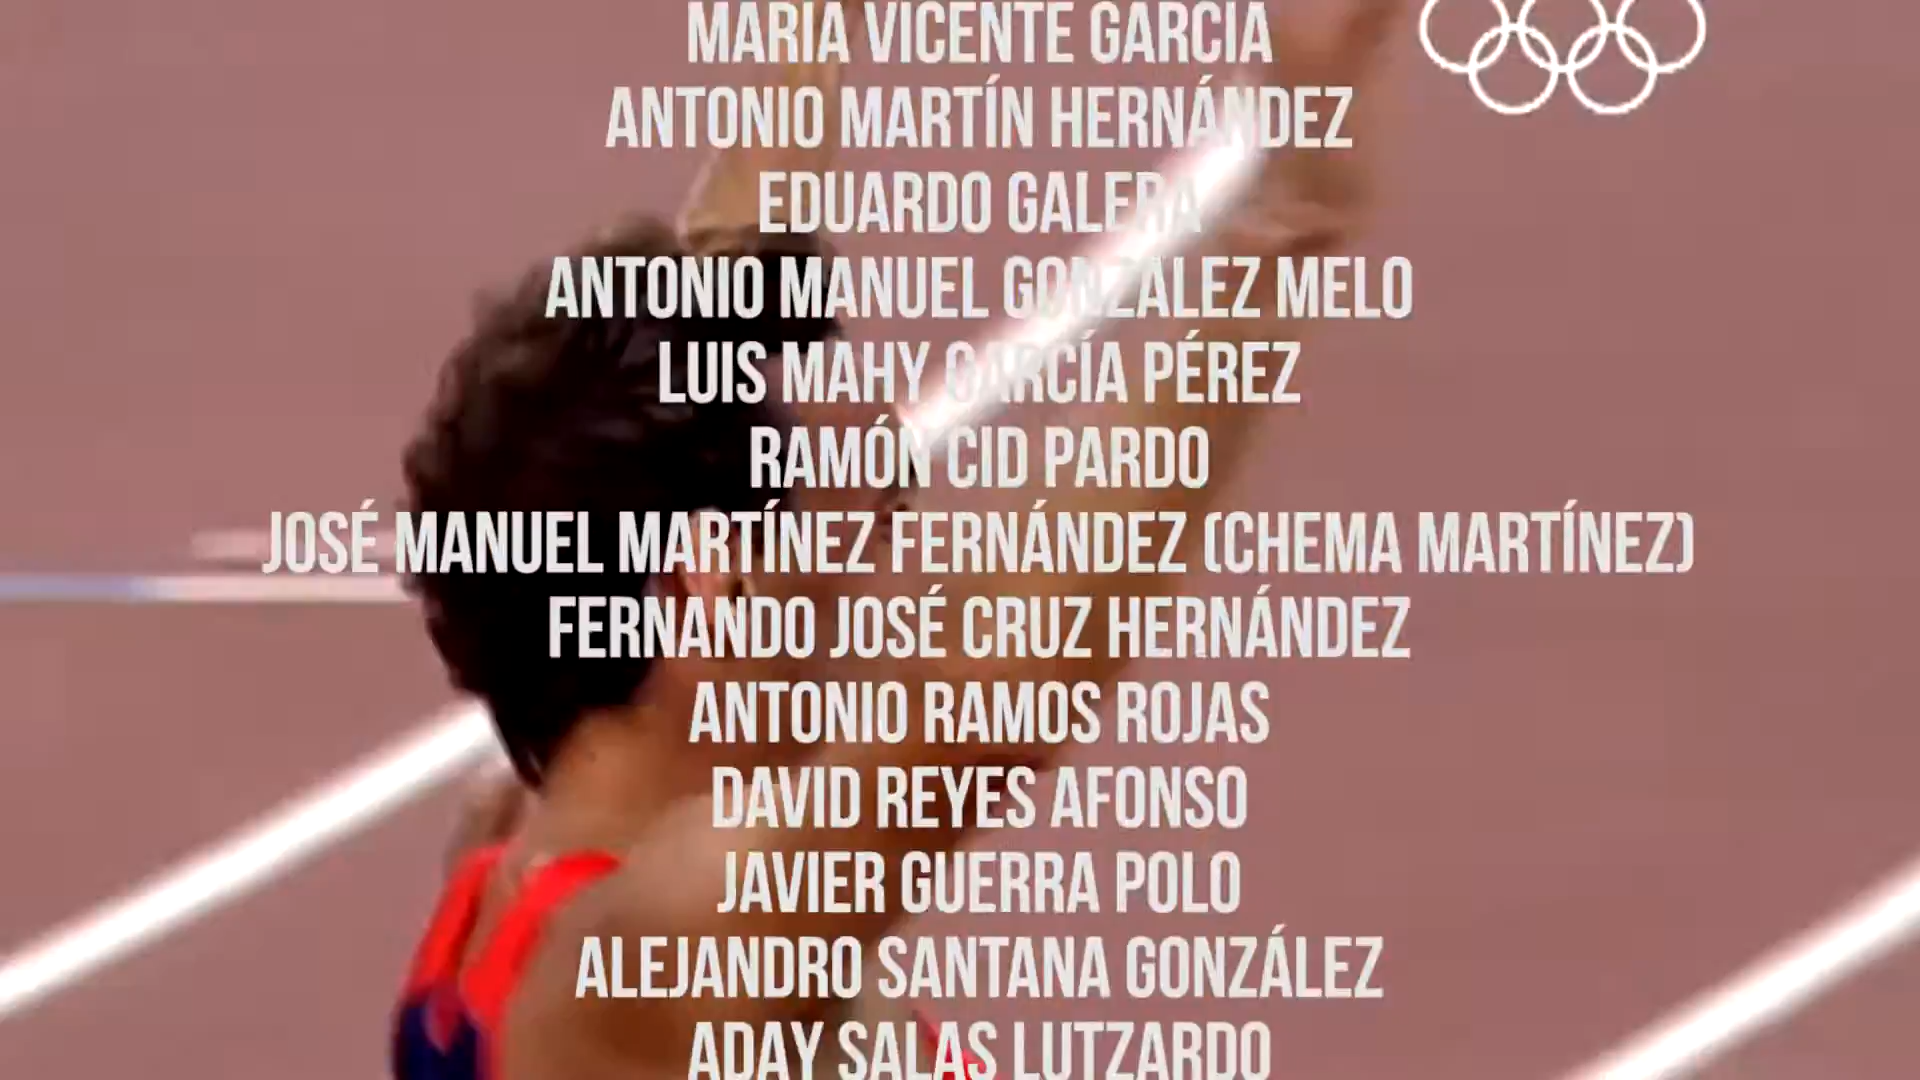 MARÍA VICENTE GARCÍA
ANTONIO MARTÍN HERNÁNDEZ
EDUARDO GALERA
ANTONIO MANUEL GONZÁLEZ MELO
LUIS MAHY GARCÍA PÉREZ
RAMÓN CID PARDO
JOSÉ MANUEL MARTÍNEZ FERNÁNDEZ (CHEMA MARTÍNEZ)
FERNANDO JOSÉ CRUZ HERNÁNDEZ
ANTONIO RAMOS ROJAS
DAVID REYES AFONSO
JAVIER GUERRA POLO
ALEJANDRO SANTANA GONZÁLEZ
ADAY SALAS LUTZARDO